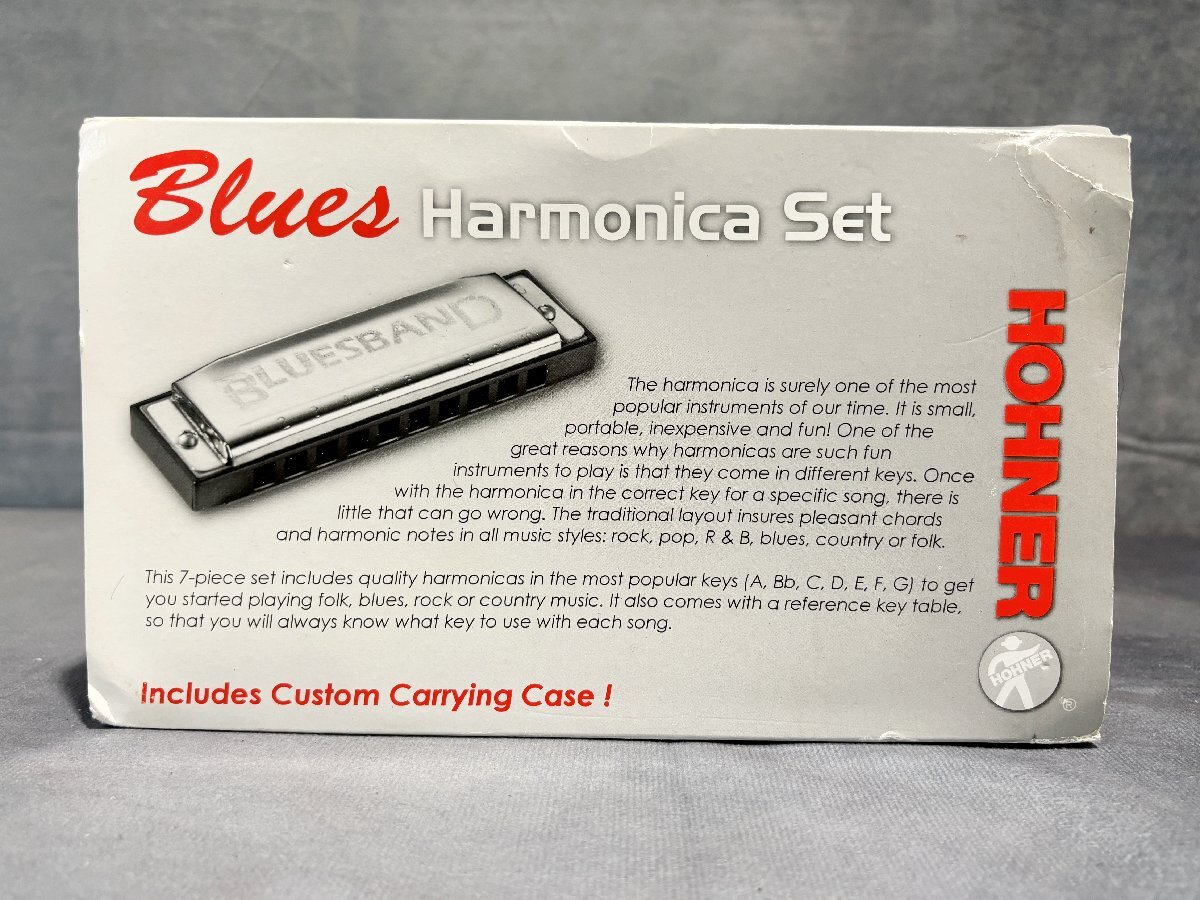 Blues Harmonica Set
BLUESBAND
The harmonica is surely one of the most
popular instruments of our time. It is small,
portable, inexpensive and fun! One of the
great reasons why harmonicas are such fun
instruments to play is that they come in different keys. Once
with the harmonica in the correct key for a specific song, there is
little that can go wrong. The traditional layout insures pleasant chords
and harmonic notes in all music styles: rock, pop, R & B, blues, country or folk.
This 7-piece set includes quality harmonicas in the most popular keys (A, Bb, C, D, E, F, G) to get
you started playing folk, blues, rock or country music. It also comes with a reference key table,
so that you will always know what key to use with each song.
Includes Custom Carrying Case !
HOHNER
HOHNER
®